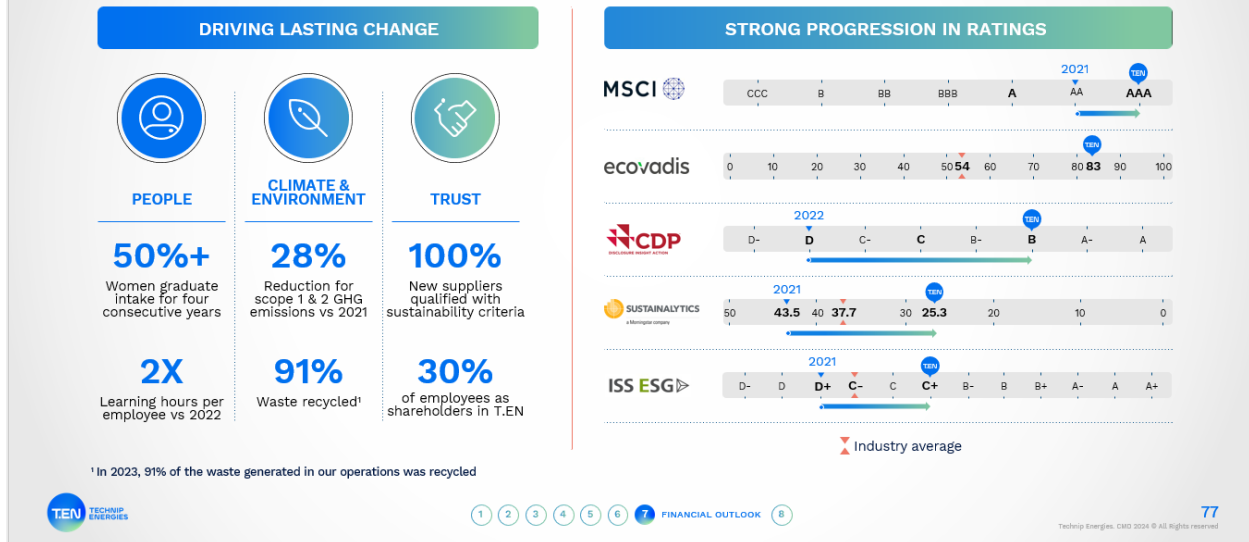 DRIVING LASTING CHANGE
PEOPLE
50%+
Women graduate
intake for four
consecutive years
2X
Learning hours per
employee vs 2022
CLIMATE &
ENVIRONMENT
28%
Reduction for
scope 1 & 2 GHG
emissions vs 2021
91%
Waste recycled¹
TRUST
100%
New suppliers
qualified with
sustainability criteria
30%
of employees as
shareholders in T.EN
¹ In 2023, 91% of the waste generated in our operations was recycled
STRONG PROGRESSION IN RATINGS
2021 T.EN
MSCI CCC B BB BBB A AA AAA
T.EN
ecovadis 0 10 20 30 40 50 54 60 70 80 83 90 100
2022 T.EN
CDP D- D C- C B- B A- A
DISCLOSURE INSIGHT ACTION
2021 T.EN
SUSTAINALYTICS 50 43.5 40 37.7 30 25.3 20 10 0
a Morningstar company
2021 T.EN
ISS ESG D- D D+ C- C C+ B- B B+ A- A A+
Industry average
T.EN TECHNIP
ENERGIES
1 2 3 4 5 6 7 FINANCIAL OUTLOOK 8
77
Technip Energies. CMD 2024 © All Rights reserved